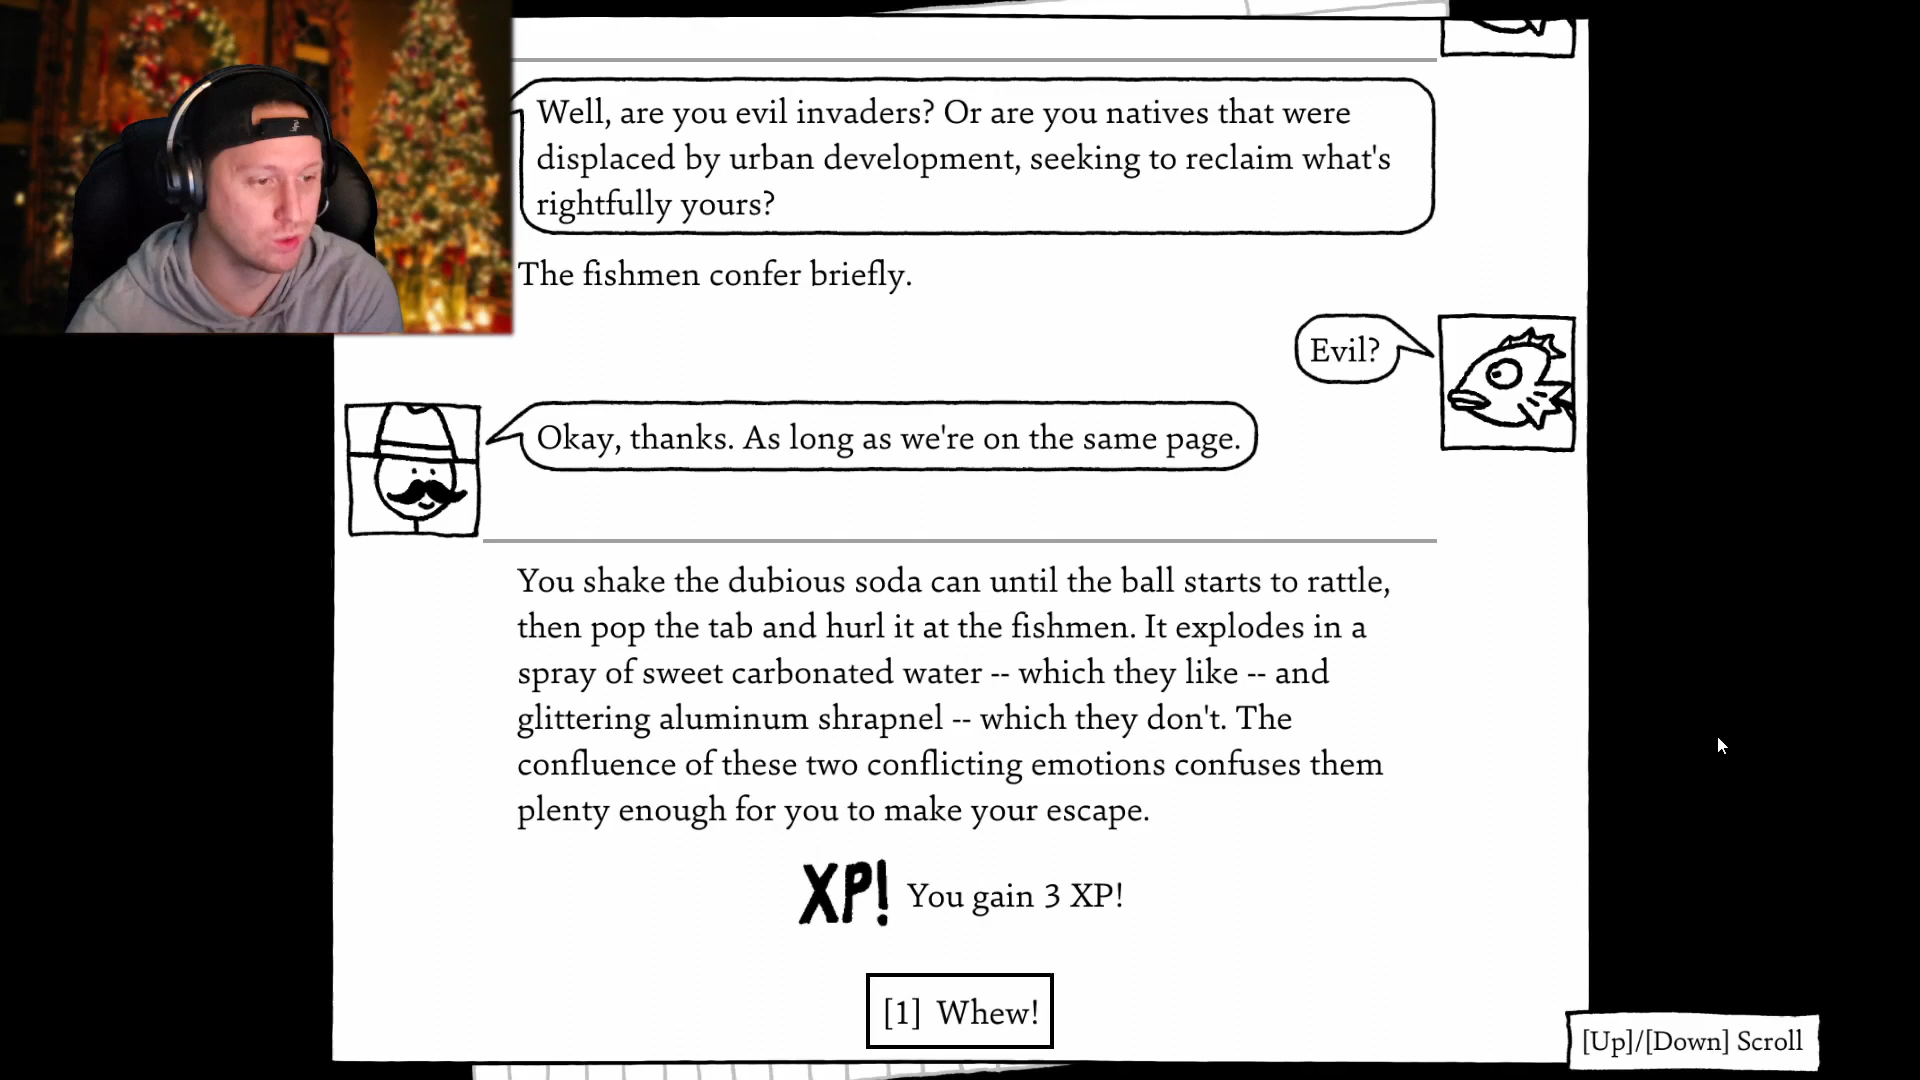 Well, are you evil invaders? Or are you natives that were
displaced by urban development, seeking to reclaim what's
rightfully yours?
The fishmen confer briefly.
Evil?
Okay, thanks. As long as we're on the same page.
You shake the dubious soda can until the ball starts to rattle,
then pop the tab and hurl it at the fishmen. It explodes in a
spray of sweet carbonated water -- which they like -- and
glittering aluminum shrapnel -- which they don't. The
confluence of these two conflicting emotions confuses them
plenty enough for you to make your escape.
XP! You gain 3 XP!
[1] Whew!
[Up]/[Down] Scroll